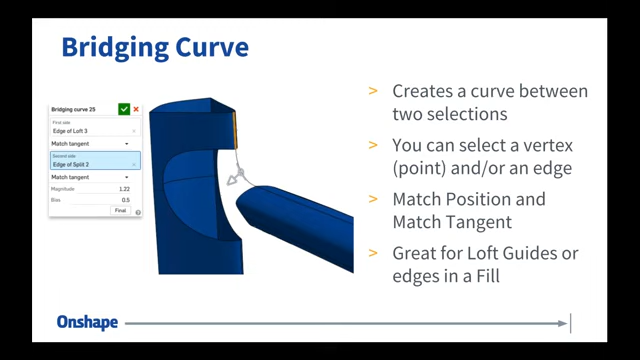 Bridging Curve
Bridging curve 25
First side
Edge of Loft 3
Match tangent
Second side
Edge of Split 2
Match tangent
Magnitude 1.22
Bias 0.5
Final
> Creates a curve between
two selections
> You can select a vertex
(point) and/or an edge
> Match Position and
Match Tangent
> Great for Loft Guides or
edges in a Fill
Onshape